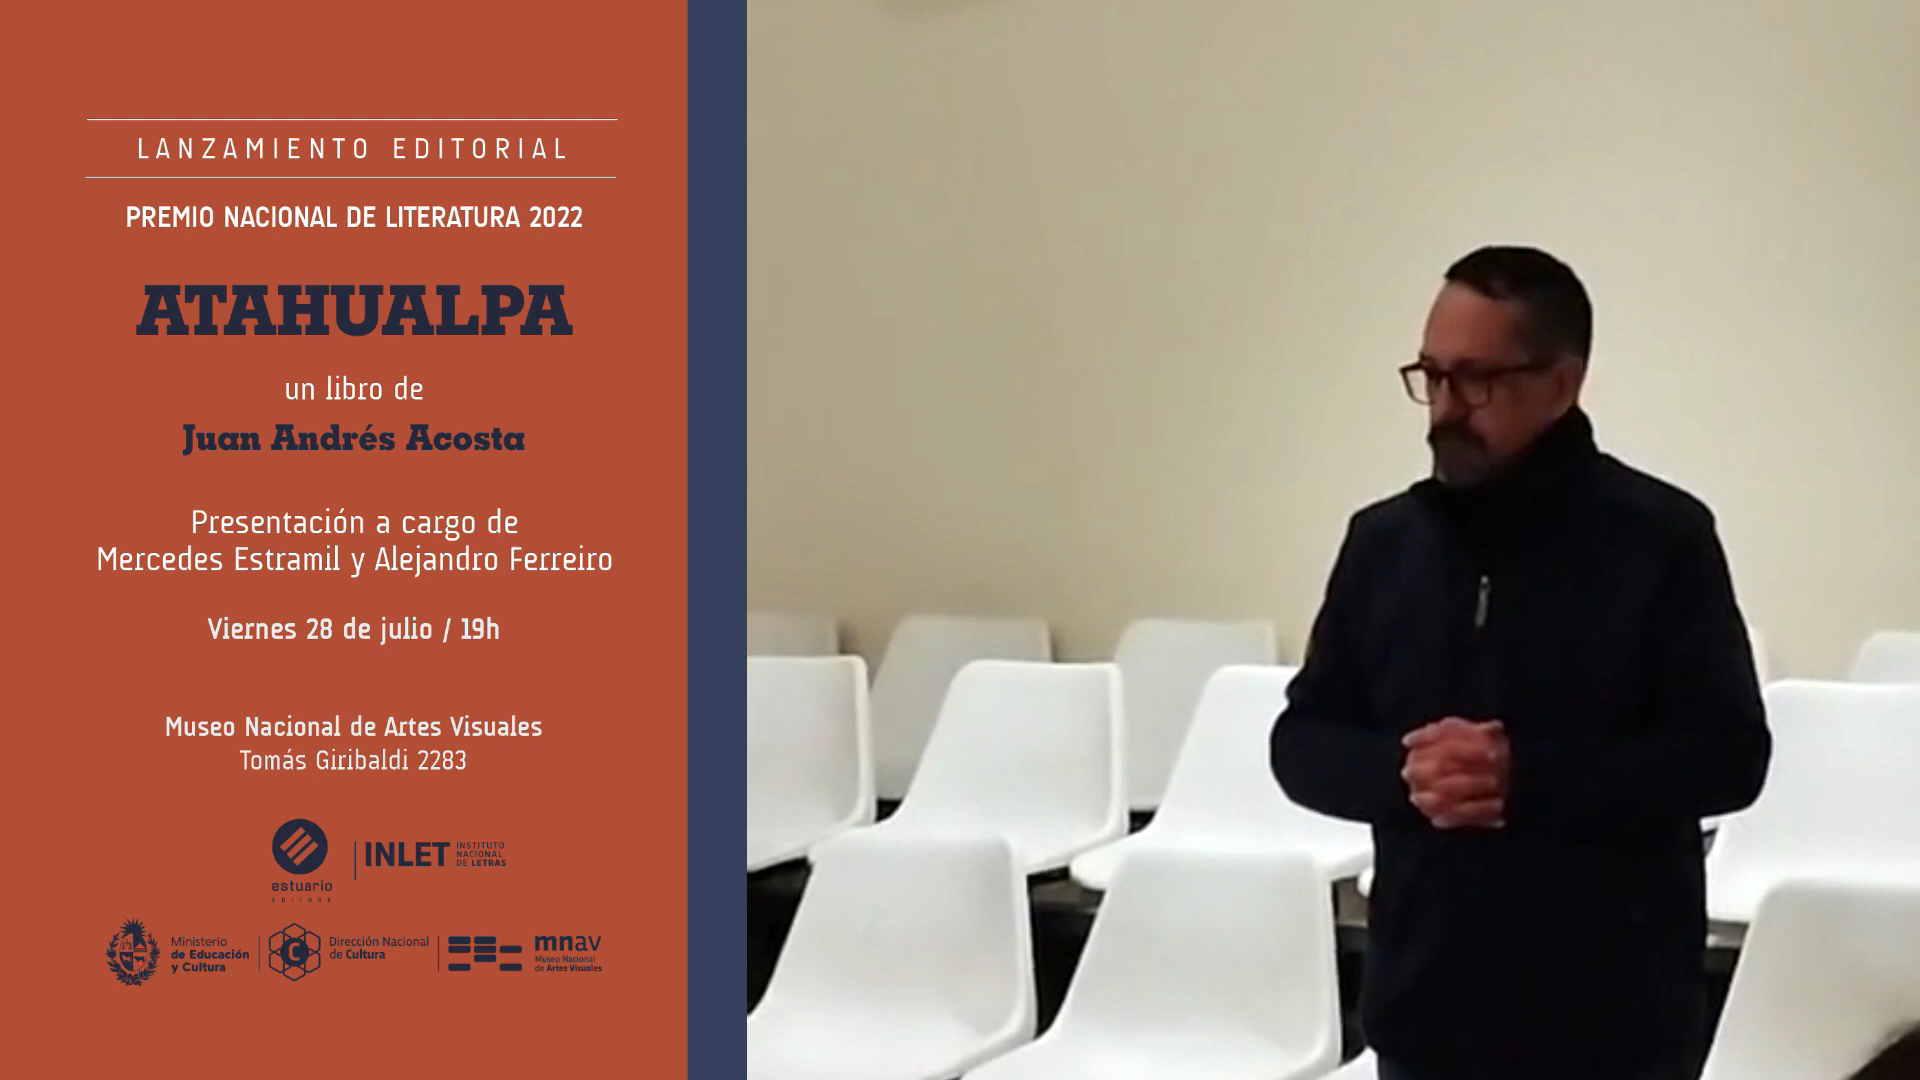 LANZAMIENTO EDITORIAL
PREMIO NACIONAL DE LITERATURA 2022
ATAHUALPA
un libro de
Juan Andrés Acosta
Presentación a cargo de
Mercedes Estramil y Alejandro Ferreiro
Viernes 28 de julio / 19h
Museo Nacional de Artes Visuales
Tomás Giribaldi 2283
estuario
EDITORA
INLET
INSTITUTO
NACIONAL
DE LETRAS
Ministerio
de Educación
y Cultura
C
Dirección Nacional
de Cultura
mnav
Museo Nacional
de Artes Visuales